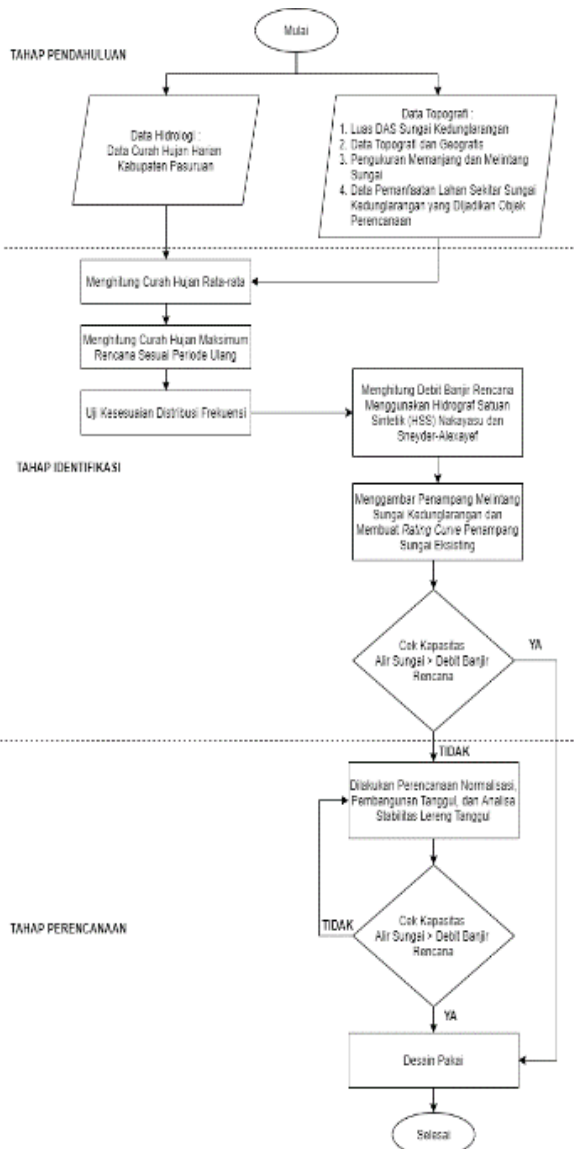 Mulai
TAHAP PENDAHULUAN
Data Hidrologi :
Data Curah Hujan Harian
Kabupaten Pasuruan
Data Topografi :
1. Luas DAS Sungai Kedunglarangan
2. Data Topografi dan Geografis
3. Pengukuran Memanjang dan Melintang
Sungai
4. Data Pemanfaatan Lahan Sekitar Sungai
Kedunglarangan yang Dijadikan Objek
Perencanaan
Menghitung Curah Hujan Rata-rata
Menghitung Curah Hujan Maksimum
Rencana Sesuai Periode Ulang
Uji Kesesuaian Distribusi Frekuensi
Menghitung Debit Banjir Rencana
Menggunakan Hidrograf Satuan
Sintetik (HSS) Nakayasu dan
Sneyder-Alexayef
TAHAP IDENTIFIKASI
Menggambar Penampang Melintang
Sungai Kedunglarangan dan
Membuat Rating Curve Penampang
Sungai Eksisting
Cek Kapasitas
Alir Sungai > Debit Banjir
Rencana
YA
TIDAK
Dilakukan Perencanaan Normalisasi,
Pembangunan Tanggul, dan Analisa
Stabilitas Lereng Tanggul
TAHAP PERENCANAAN
TIDAK
Cek Kapasitas
Alir Sungai > Debit Banjir
Rencana
YA
Desain Pakai
Selesai